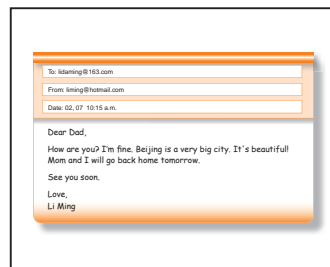 To: lidaming@163.com
From: liming@hotmail.com
Date: 02, 07  10:15 a.m.
Dear Dad,
How are you? I'm fine. Beijing is a very big city. It's beautiful!
Mom and I will go back home tomorrow.
See you soon.
Love,
Li Ming